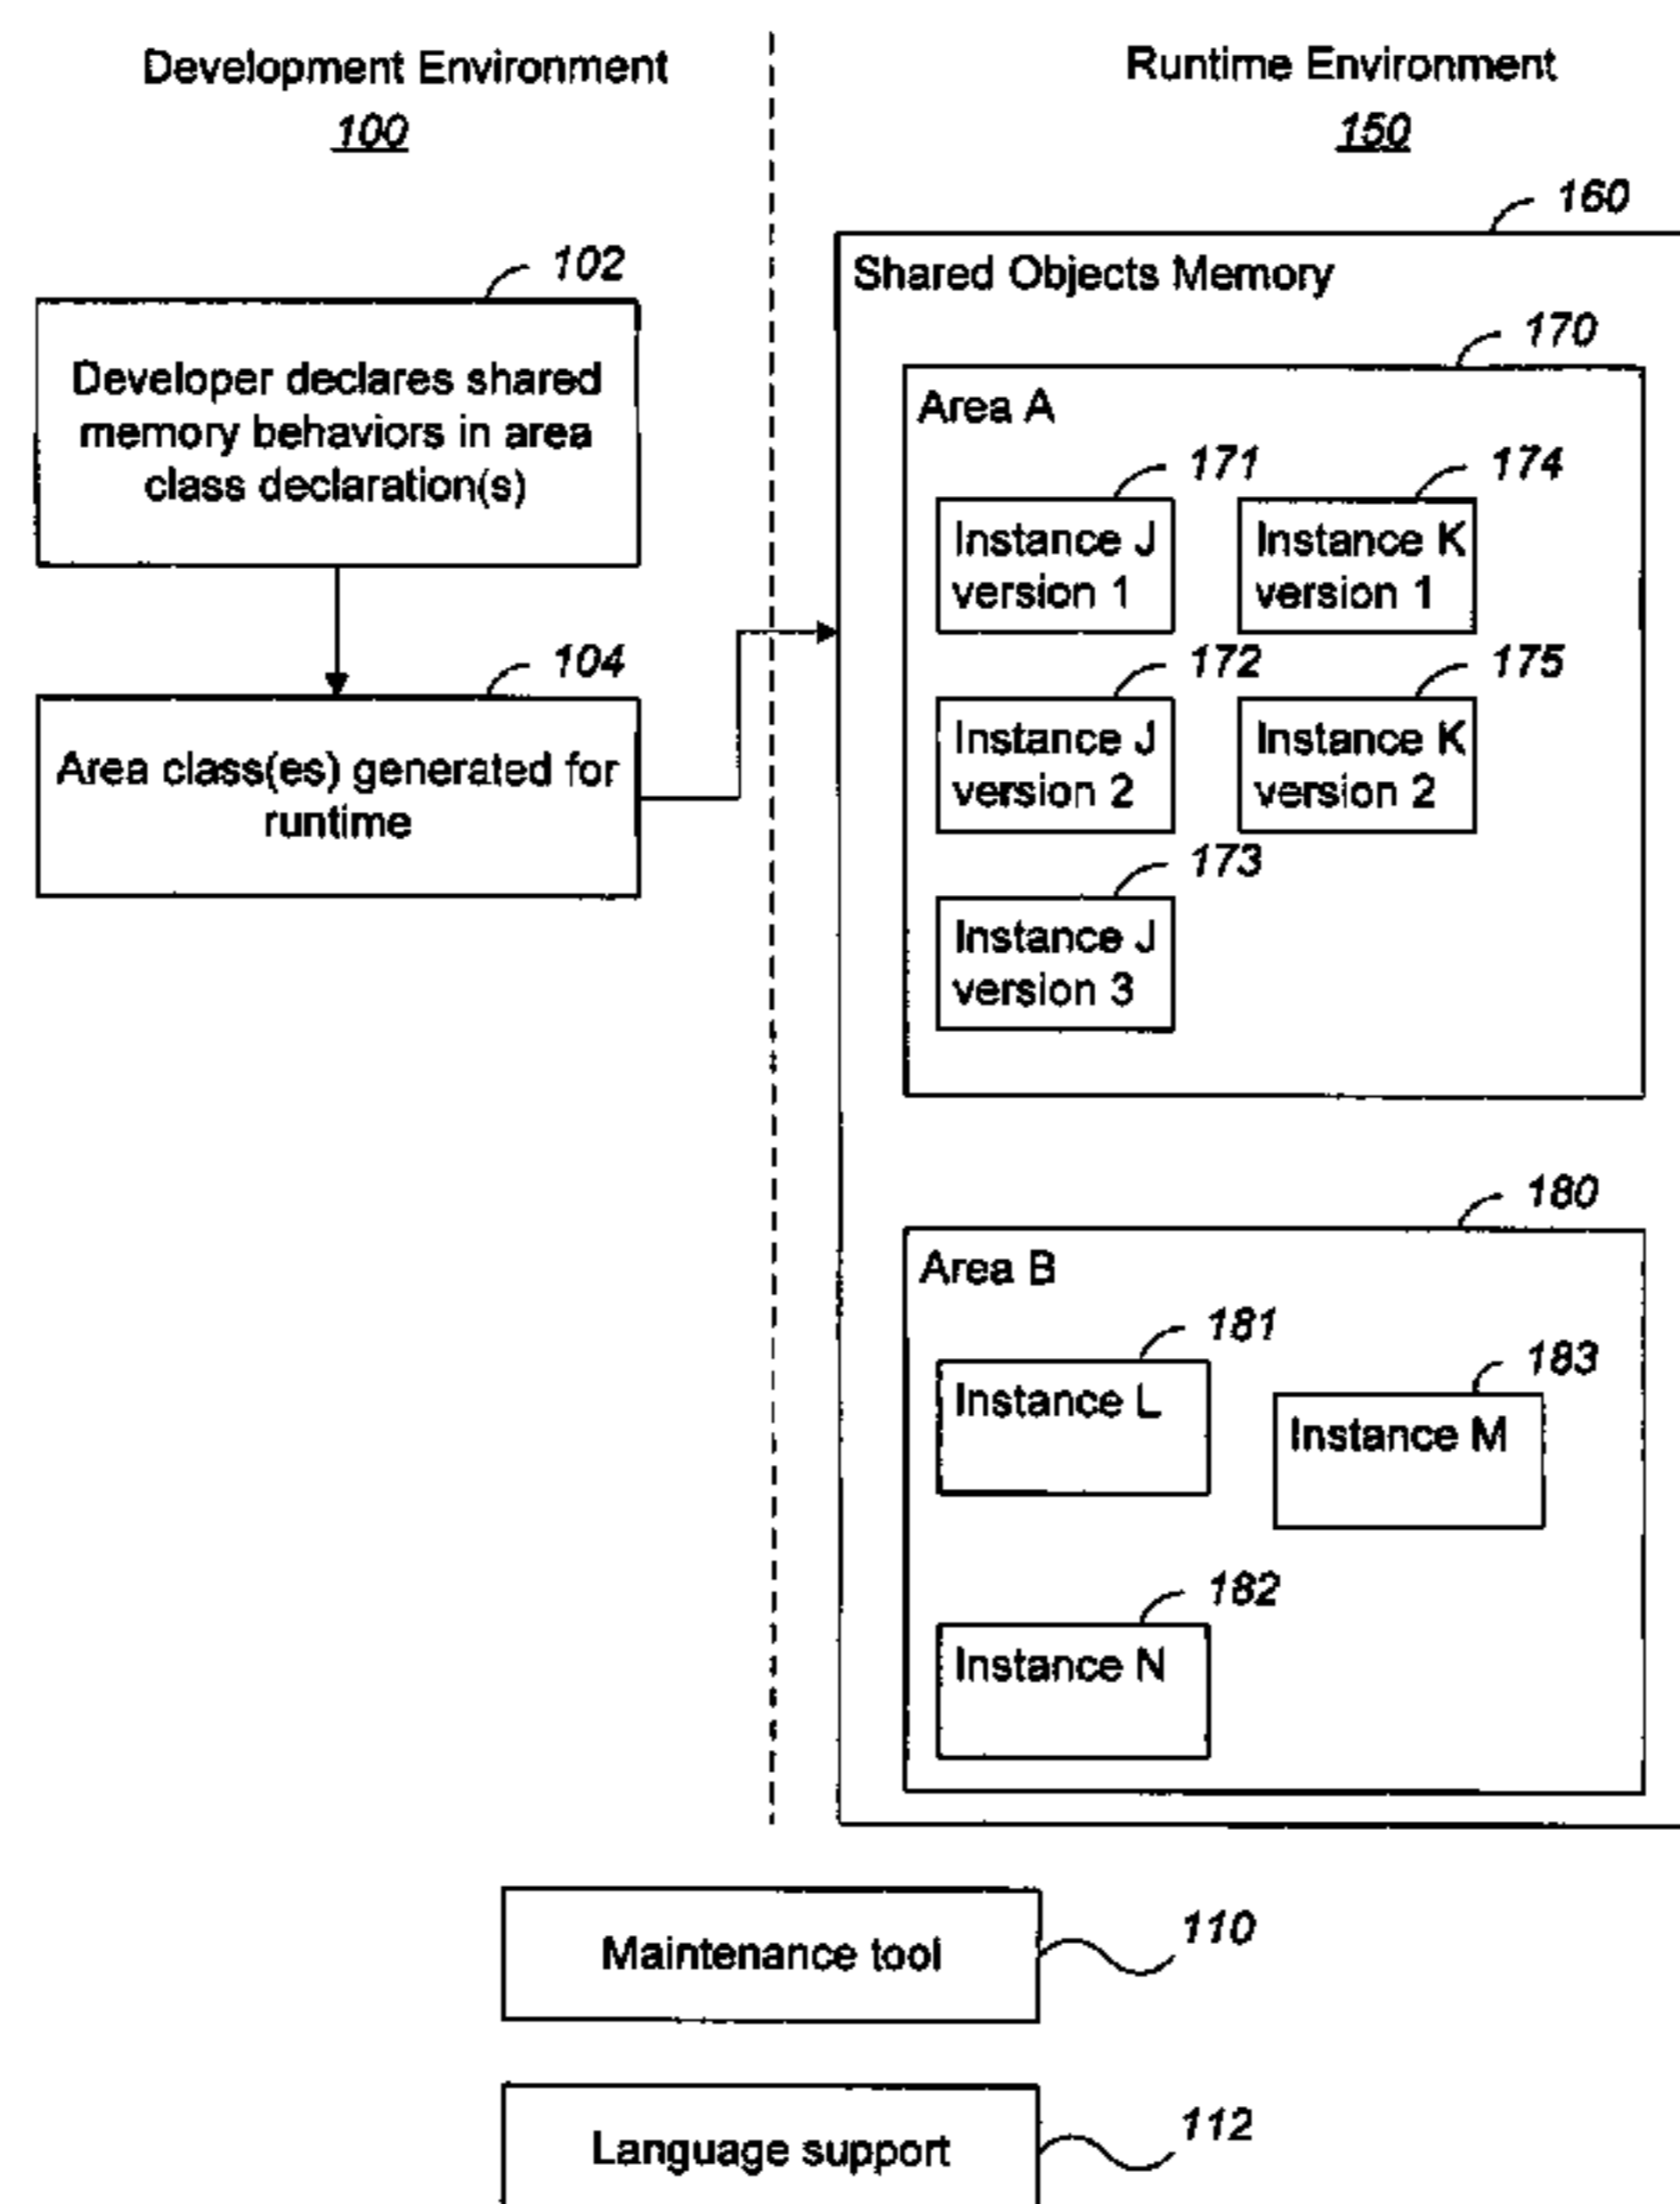 Development Environment
100
Runtime Environment
150
102
Developer declares shared
memory behaviors in area
class declaration(s)
104
Area class(es) generated for
runtime
160
Shared Objects Memory
170
Area A
171
Instance J
version 1
174
Instance K
version 1
172
Instance J
version 2
175
Instance K
version 2
173
Instance J
version 3
180
Area B
181
Instance L
183
Instance M
182
Instance N
Maintenance tool
110
Language support
112